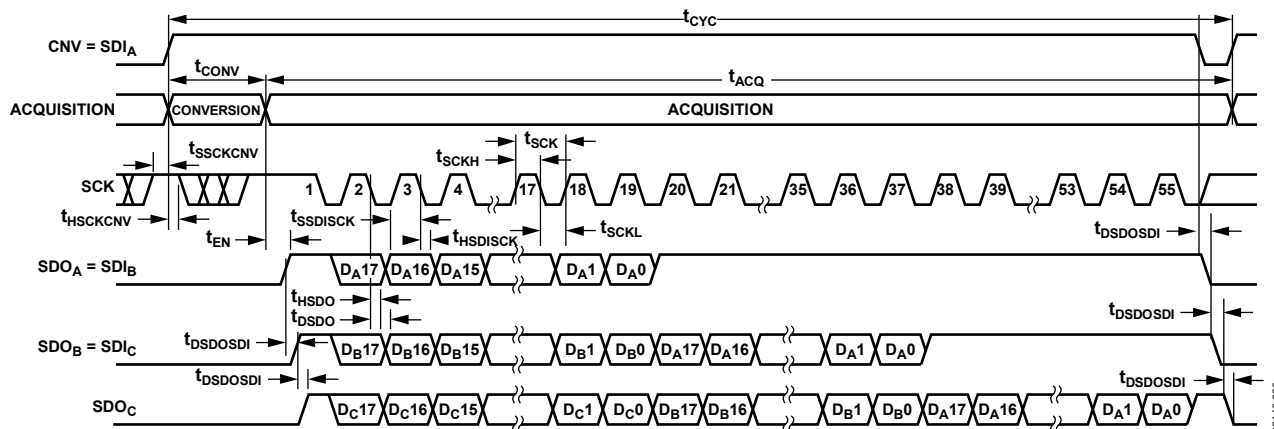 tCYC
CNV = SDIA
tCONV
tACQ
ACQUISITION CONVERSION ACQUISITION
tSSCKCNV
tSCK
tSCKH
SCK 1 2 3 4 17 18 19 20 21 35 36 37 38 39 53 54 55
tHSCKCNV
tSSDISCK
tEN
tHSDISCK
tSCKL
tDSDOSDI
SDOA = SDIB DA17 DA16 DA15 DA1 DA0
tHSDO
tDSDO
tDSDOSDI
tDSDOSDI
SDOB = SDIC DB17 DB16 DB15 DB1 DB0 DA17 DA16 DA1 DA0
tDSDOSDI
tDSDOSDI
SDOC DC17 DC16 DC15 DC1 DC0 DB17 DB16 DB1 DB0 DA17 DA16 DA1 DA0